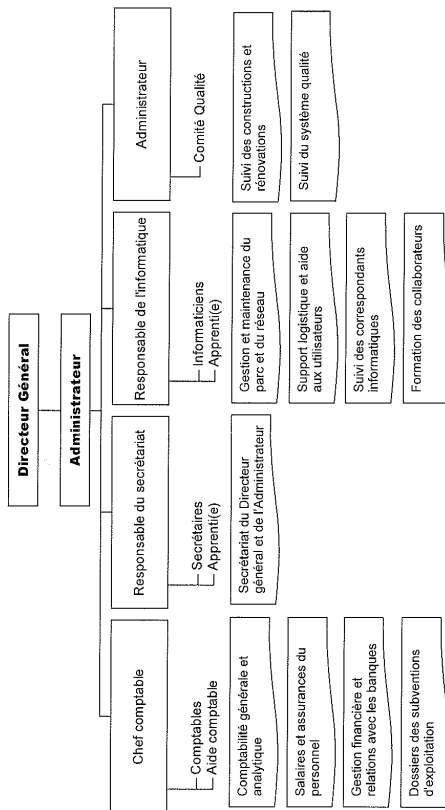 Directeur Général
Administrateur
Chef comptable
Comptables
Aide comptable
Comptabilité générale et
analytique
Salaires et assurances du
personnel
Gestion financière et
relations avec les banques
Dossiers des subventions
d'exploitation
Responsable du secrétariat
Secrétaires
Apprenti(e)
Secrétariat du Directeur
général et de l'Administrateur
Responsable de l'informatique
Informaticiens
Apprenti(e)
Gestion et maintenance du
parc et du réseau
Support logistique et aide
aux utilisateurs
Suivi des correspondants
informatiques
Formation des collaborateurs
Administrateur
Comité Qualité
Suivi des constructions et
rénovations
Suivi du système qualité